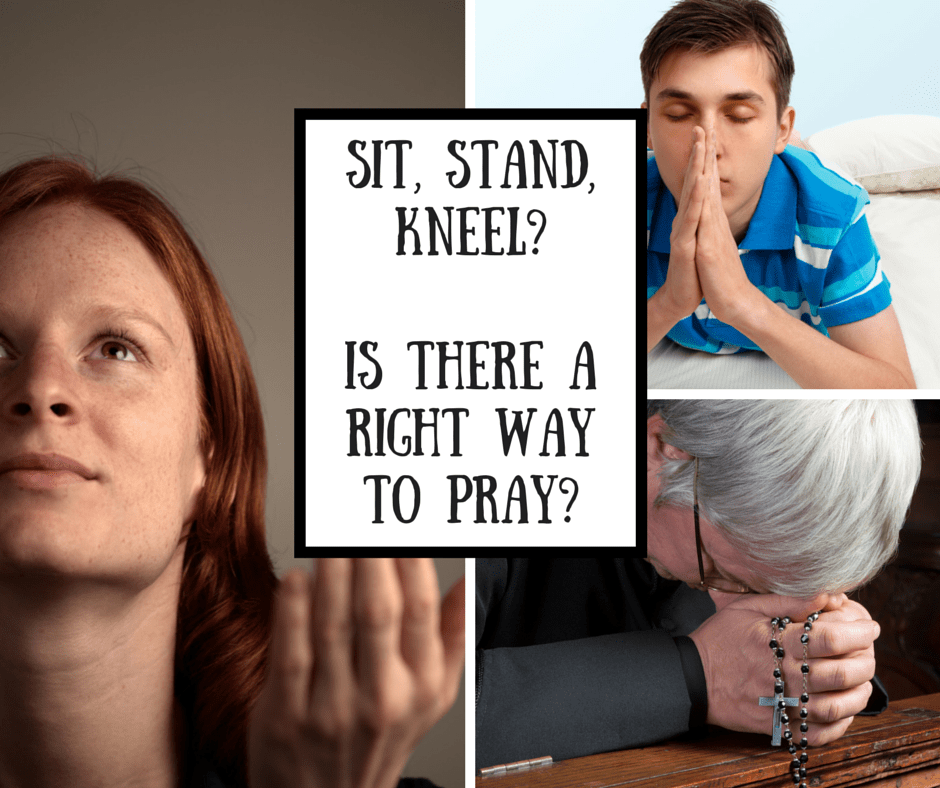 SIT, STAND,
KNEEL?
IS THERE A
RIGHT WAY
TO PRAY?